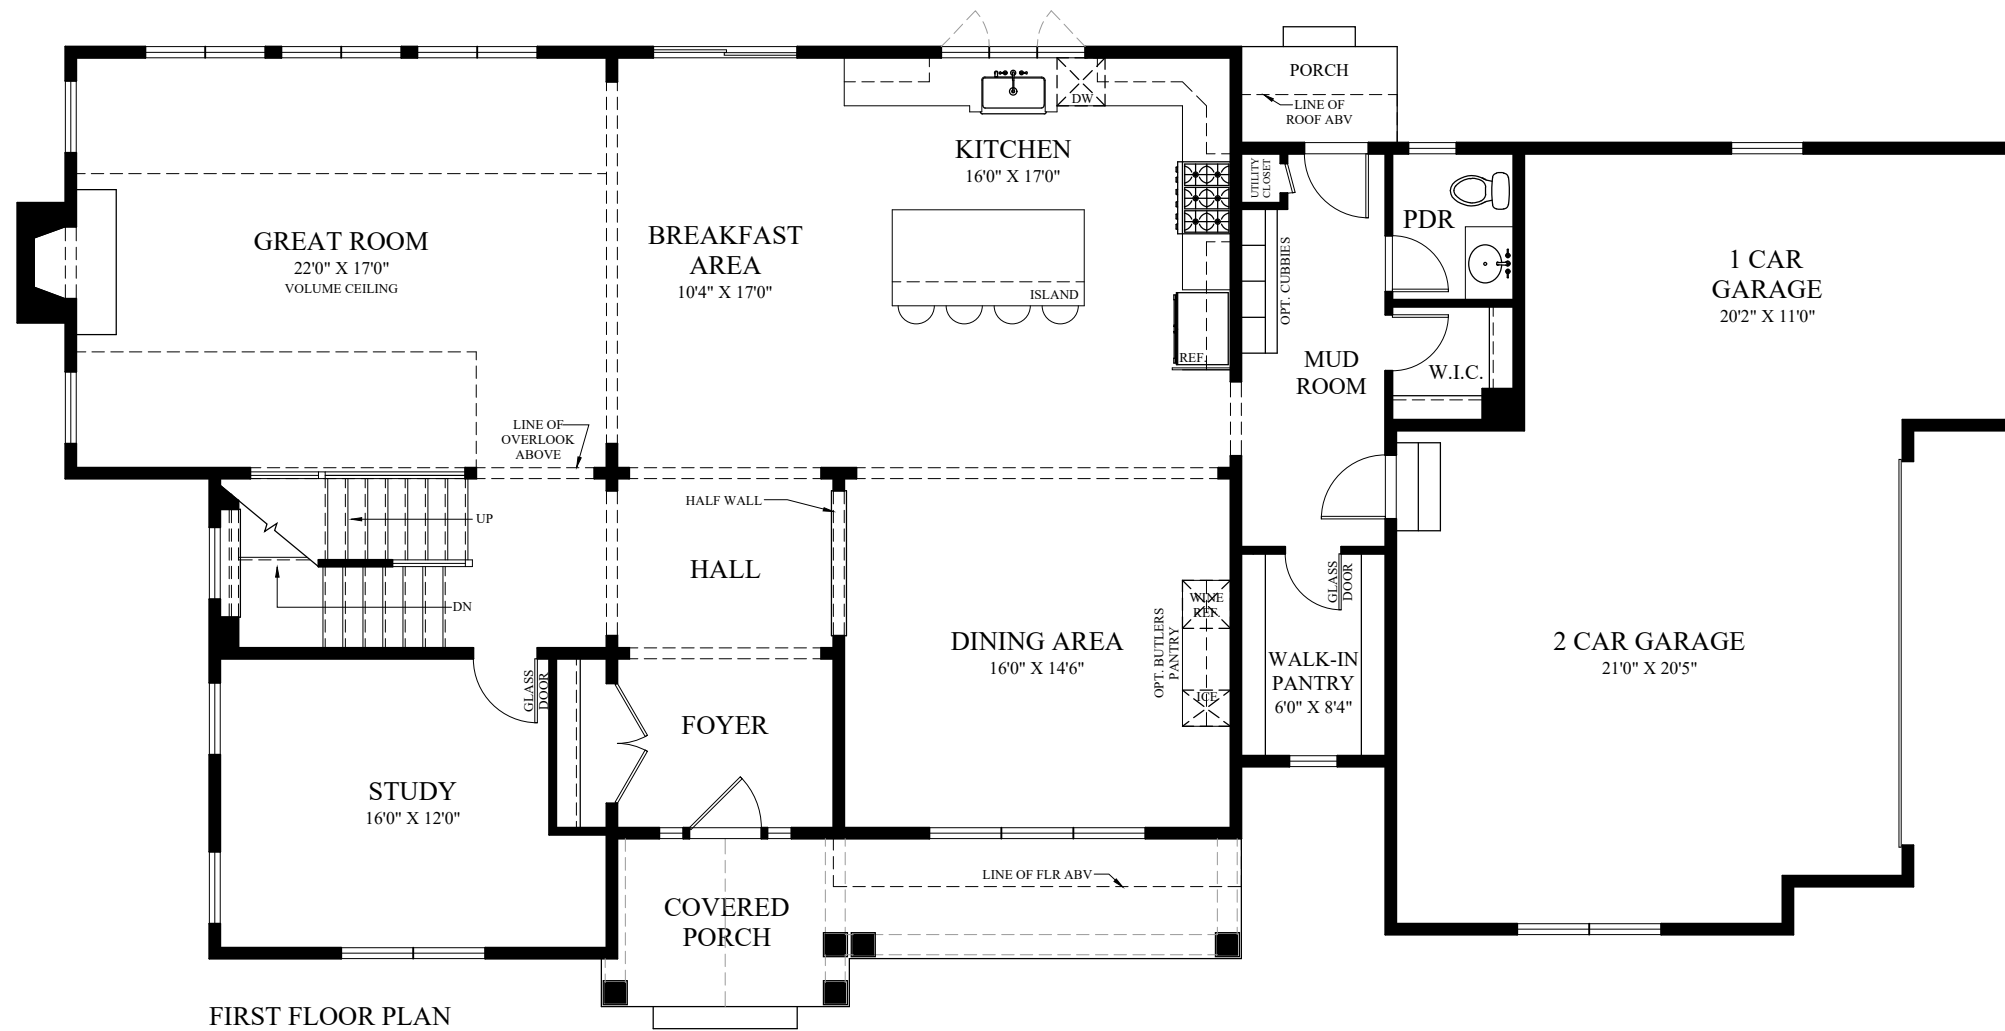 PORCH
LINE OF
ROOF ABV
DW
KITCHEN
16'0" X 17'0"
UTILITY
CLOSET
PDR
GREAT ROOM
22'0" X 17'0"
VOLUME CEILING
BREAKFAST
AREA
10'4" X 17'0"
ISLAND
OPT. CUBBIES
1 CAR
GARAGE
20'2" X 11'0"
REF.
MUD
ROOM
W.I.C.
LINE OF
OVERLOOK
ABOVE
HALF WALL
UP
HALL
DN
GLASS
DOOR
WINE
REF.
OPT. BUTLERS
PANTRY
DINING AREA
16'0" X 14'6"
WALK-IN
PANTRY
6'0" X 8'4"
2 CAR GARAGE
21'0" X 20'5"
GLASS
DOOR
ICE
FOYER
STUDY
16'0" X 12'0"
LINE OF FLR ABV
COVERED
PORCH
FIRST FLOOR PLAN